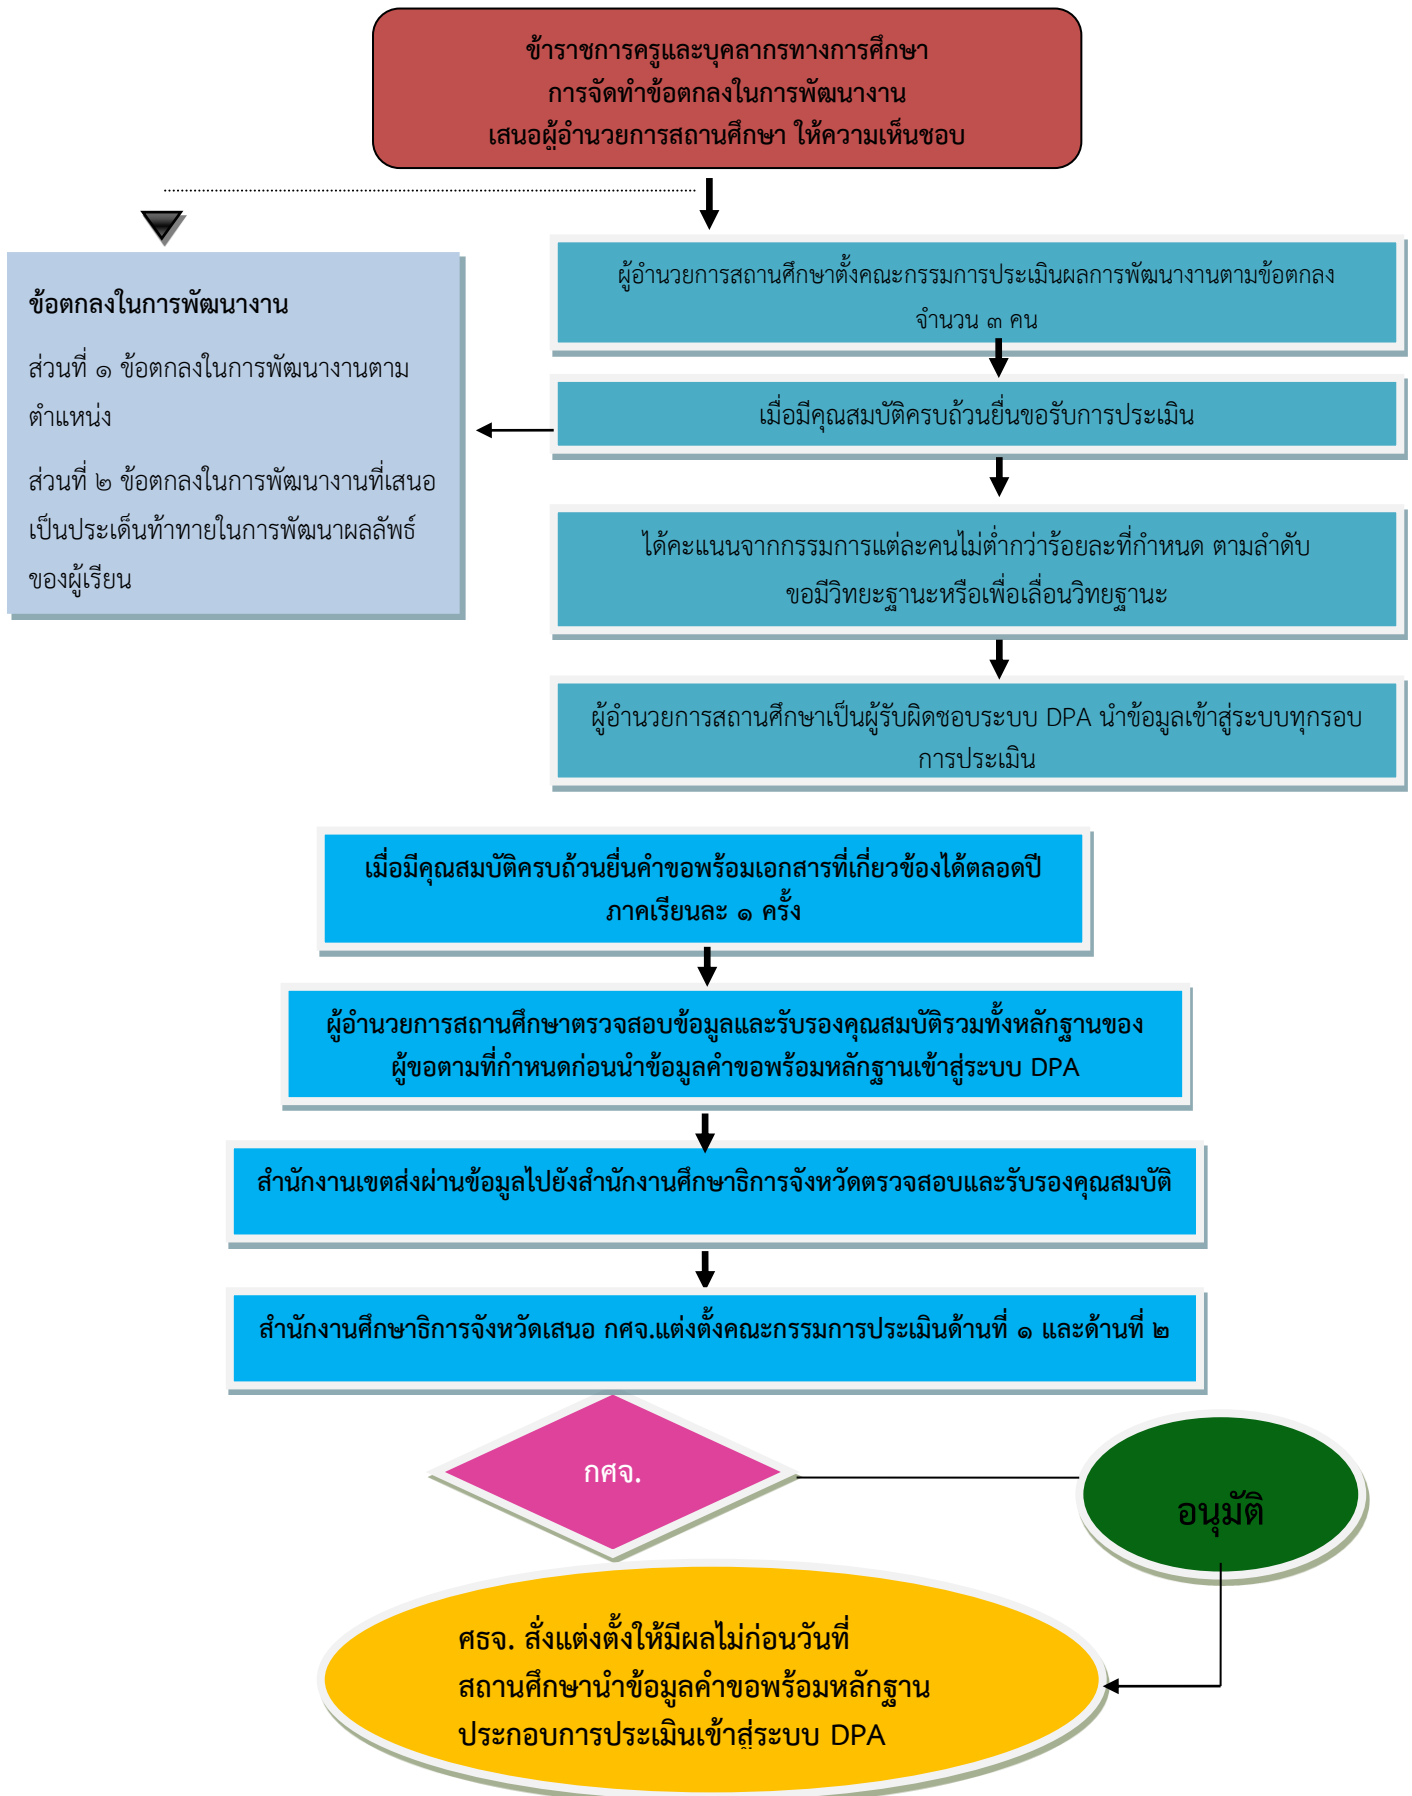 ข้าราชการครูและบุคลากรทางการศึกษา
การจัดทำข้อตกลงในการพัฒนางาน
เสนอผู้อำนวยการสถานศึกษา ให้ความเห็นชอบ
ผู้อำนวยการสถานศึกษาตั้งคณะกรรมการประเมินผลการพัฒนางานตามข้อตกลง
จำนวน ๓ คน
ข้อตกลงในการพัฒนางาน
ส่วนที่ ๑ ข้อตกลงในการพัฒนางานตาม
ตำแหน่ง
ส่วนที่ ๒ ข้อตกลงในการพัฒนางานที่เสนอ
เป็นประเด็นท้าทายในการพัฒนาผลลัพธ์
ของผู้เรียน
เมื่อมีคุณสมบัติครบถ้วนยื่นขอรับการประเมิน
ได้คะแนนจากกรรมการแต่ละคนไม่ต่ำกว่าร้อยละที่กำหนด ตามลำดับ
ขอมีวิทยะฐานะหรือเพื่อเลื่อนวิทยฐานะ
ผู้อำนวยการสถานศึกษาเป็นผู้รับผิดชอบระบบ DPA นำข้อมูลเข้าสู่ระบบทุกรอบ
การประเมิน
เมื่อมีคุณสมบัติครบถ้วนยื่นคำขอพร้อมเอกสารที่เกี่ยวข้องได้ตลอดปี
ภาคเรียนละ ๑ ครั้ง
ผู้อำนวยการสถานศึกษาตรวจสอบข้อมูลและรับรองคุณสมบัติรวมทั้งหลักฐานของ
ผู้ขอตามที่กำหนดก่อนนำข้อมูลคำขอพร้อมหลักฐานเข้าสู่ระบบ DPA
สำนักงานเขตส่งผ่านข้อมูลไปยังสำนักงานศึกษาธิการจังหวัดตรวจสอบและรับรองคุณสมบัติ
สำนักงานศึกษาธิการจังหวัดเสนอ กศจ.แต่งตั้งคณะกรรมการประเมินด้านที่ ๑ และด้านที่ ๒
กศจ.
อนุมัติ
ศธจ. สั่งแต่งตั้งให้มีผลไม่ก่อนวันที่
สถานศึกษานำข้อมูลคำขอพร้อมหลักฐาน
ประกอบการประเมินเข้าสู่ระบบ DPA